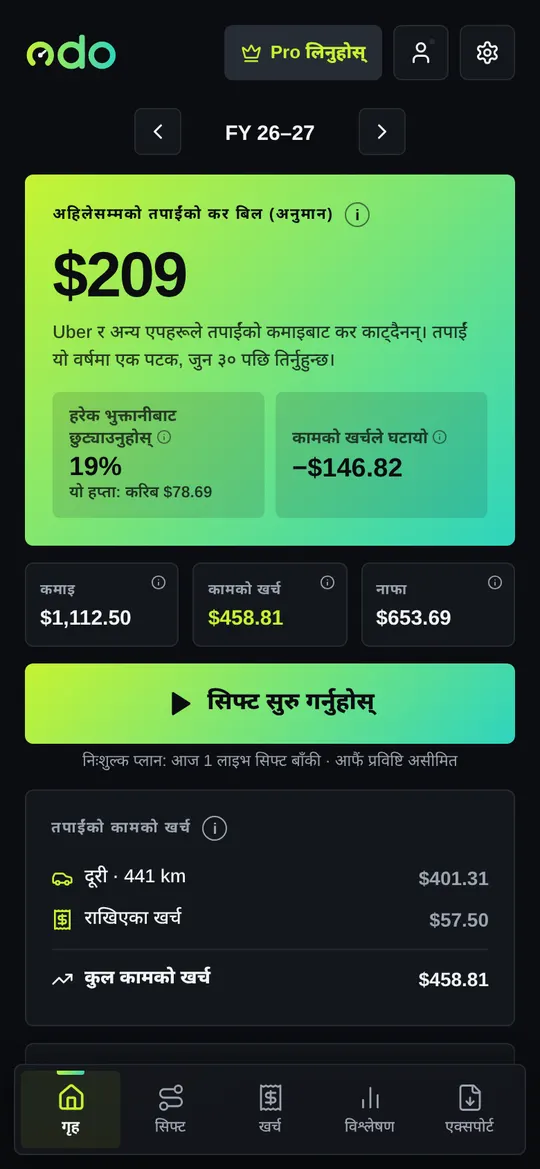 odo
Pro लिनुहोस्
FY 26–27
अहिलेसम्मको तपाईंको कर बिल (अनुमान)
$209
Uber र अन्य एपहरूले तपाईंको कमाइबाट कर काट्दैनन्। तपाईं
यो वर्षमा एक पटक, जुन ३० पछि तिर्नुहुन्छ।
हरेक भुक्तानीबाट
छुट्याउनुहोस्
19%
यो हप्ता: करिब $78.69
कामको खर्चले घटायो
−$146.82
कमाइ
$1,112.50
कामको खर्च
$458.81
नाफा
$653.69
सिफ्ट सुरु गर्नुहोस्
निःशुल्क प्लान: आज 1 लाइभ सिफ्ट बाँकी · आफैं प्रविष्टि असीमित
तपाईंको कामको खर्च
दूरी · 441 km
$401.31
राखिएका खर्च
$57.50
कुल कामको खर्च
$458.81
गृह
सिफ्ट
खर्च
विश्लेषण
एक्सपोर्ट